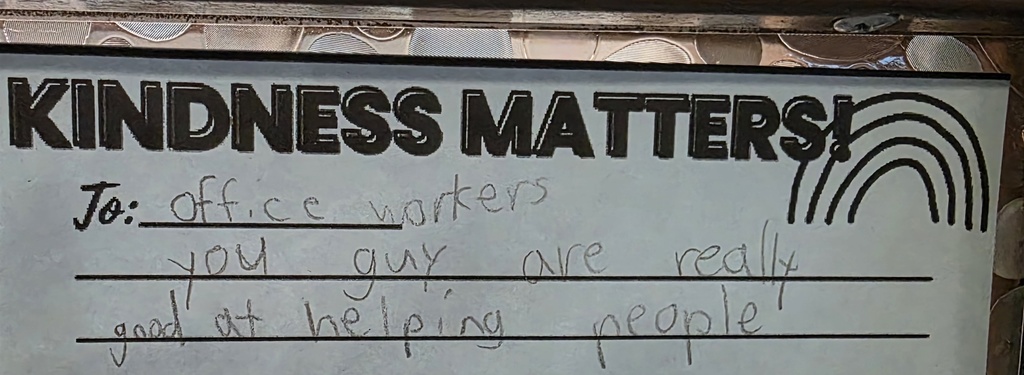 KINDNESS MATTERS!
To: office workers
you guy are really
good at helping people